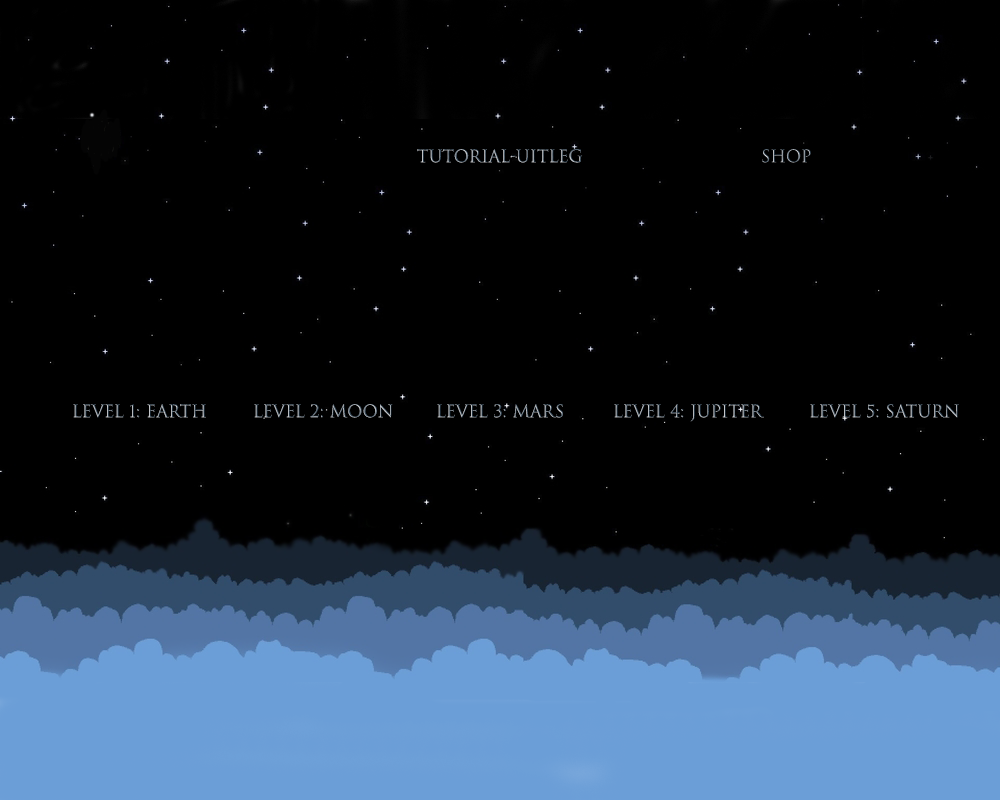 TUTORIAL-UITLEG
SHOP
LEVEL 1: EARTH
LEVEL 2: MOON
LEVEL 3: MARS
LEVEL 4: JUPITER
LEVEL 5: SATURN